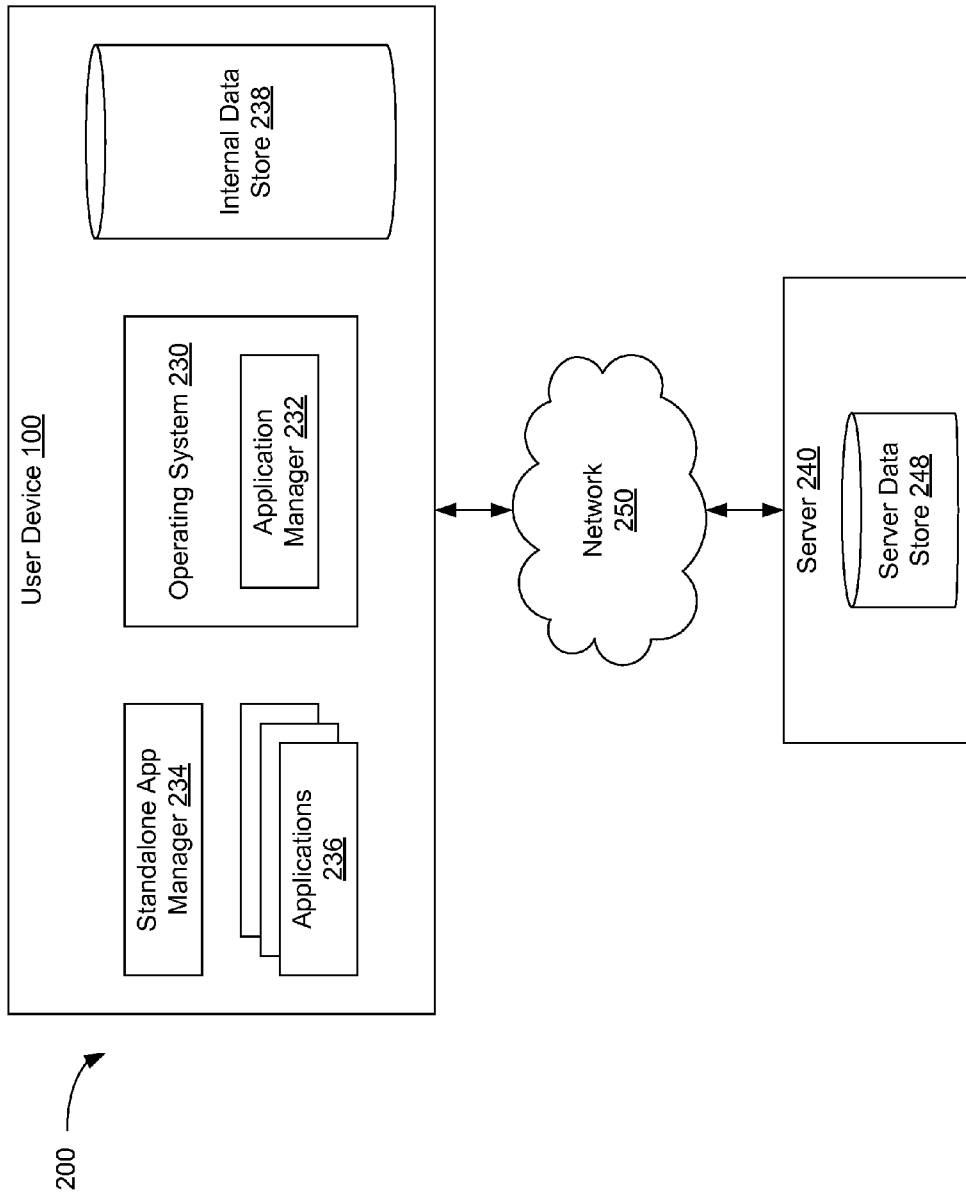 200
User Device 100
Standalone App
Manager 234
Applications
236
Operating System 230
Application
Manager 232
Internal Data
Store 238
Network
250
Server 240
Server Data
Store 248